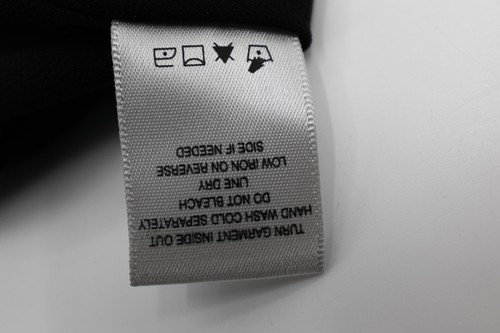 TURN GARMENT INSIDE OUT
HAND WASH COLD SEPARATELY
DO NOT BLEACH
LINE DRY
LOW IRON ON REVERSE
SIDE IF NEEDED